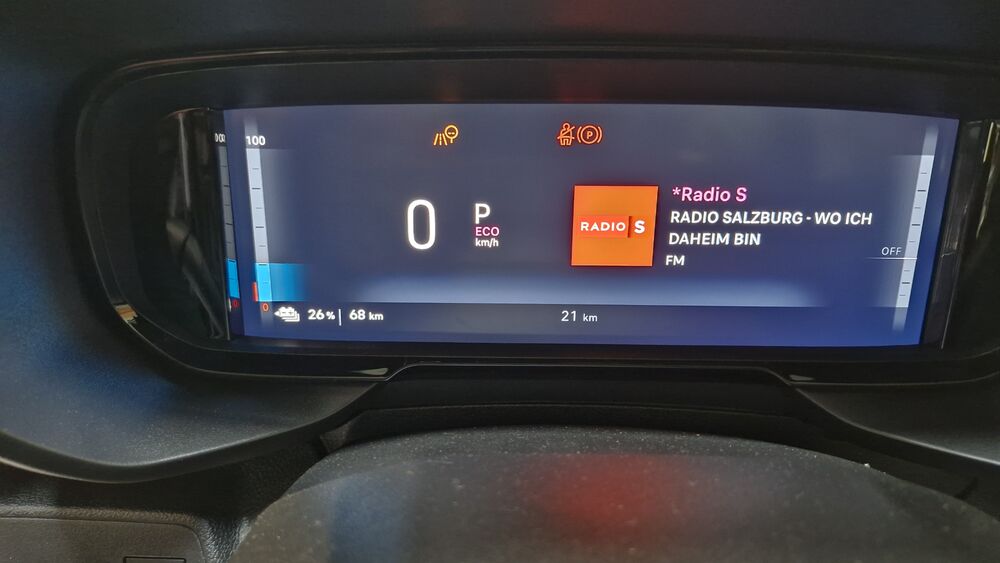 100
0
P
ECO
km/h
RADIO S
*Radio S
RADIO SALZBURG - WO ICH
DAHEIM BIN
FM
OFF
0
26 % | 68 km
21 km